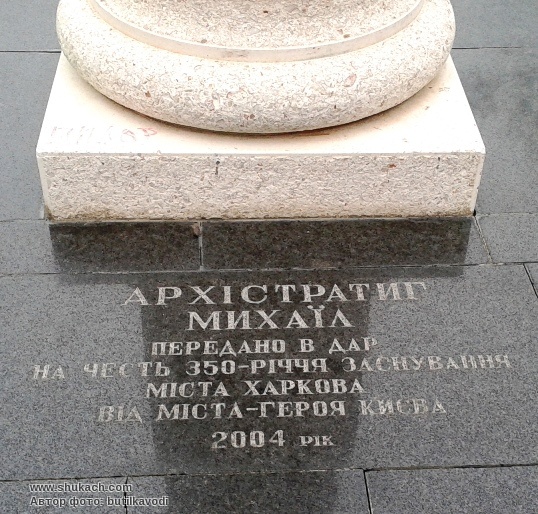 АРХІСТРАТИГ
МИХАЇЛ
ПЕРЕДАНО В ДАР
НА ЧЕСТЬ 350-РІЧЧЯ ЗАСНУВАННЯ
МІСТА ХАРКОВА
ВІД МІСТА-ГЕРОЯ КИЄВА
2004 РІК
www.shukach.com
Автор фото: butilkavodi